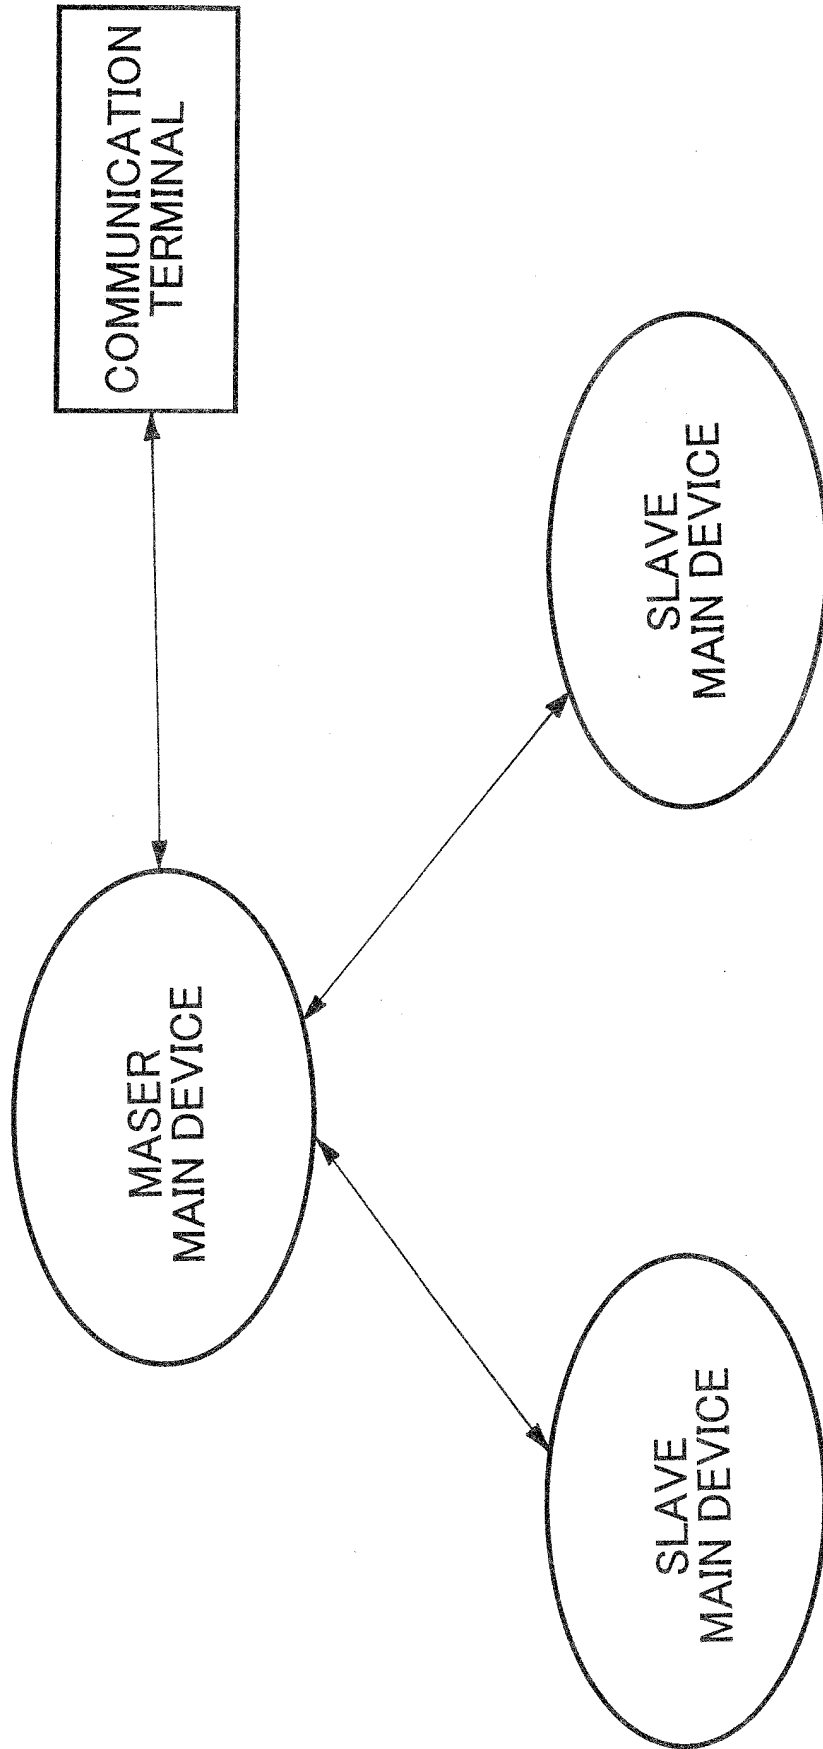 MASER
MAIN DEVICE
COMMUNICATION
TERMINAL
SLAVE
MAIN DEVICE
SLAVE
MAIN DEVICE